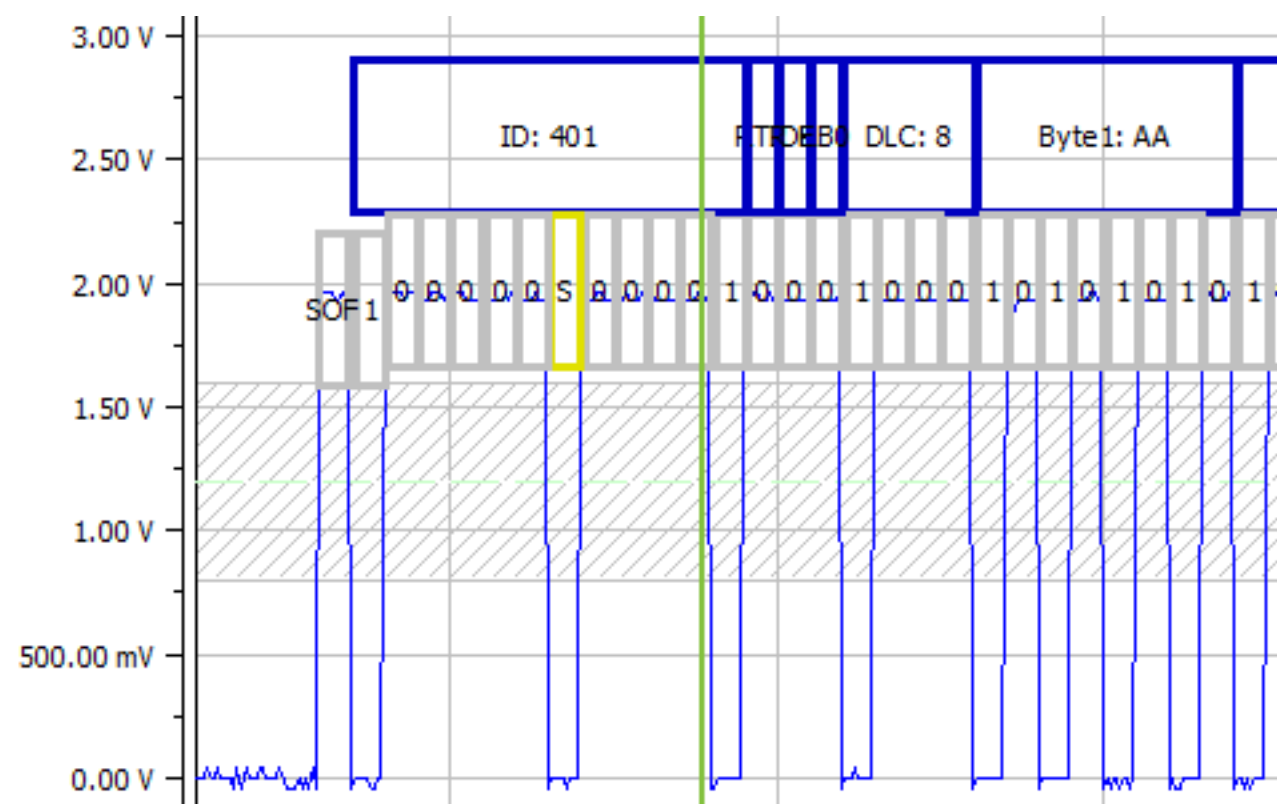 3.00 V
ID: 401
DLC: 8
Byte1: AA
2.50 V
2.00 V
0 0 0 0 0 S 0 0 0 0 1 0 0 0 1 0 0 0 1 0 1 0 1 0 1 0 1
SOF 1
1.50 V
1.00 V
500.00 mV
0.00 V